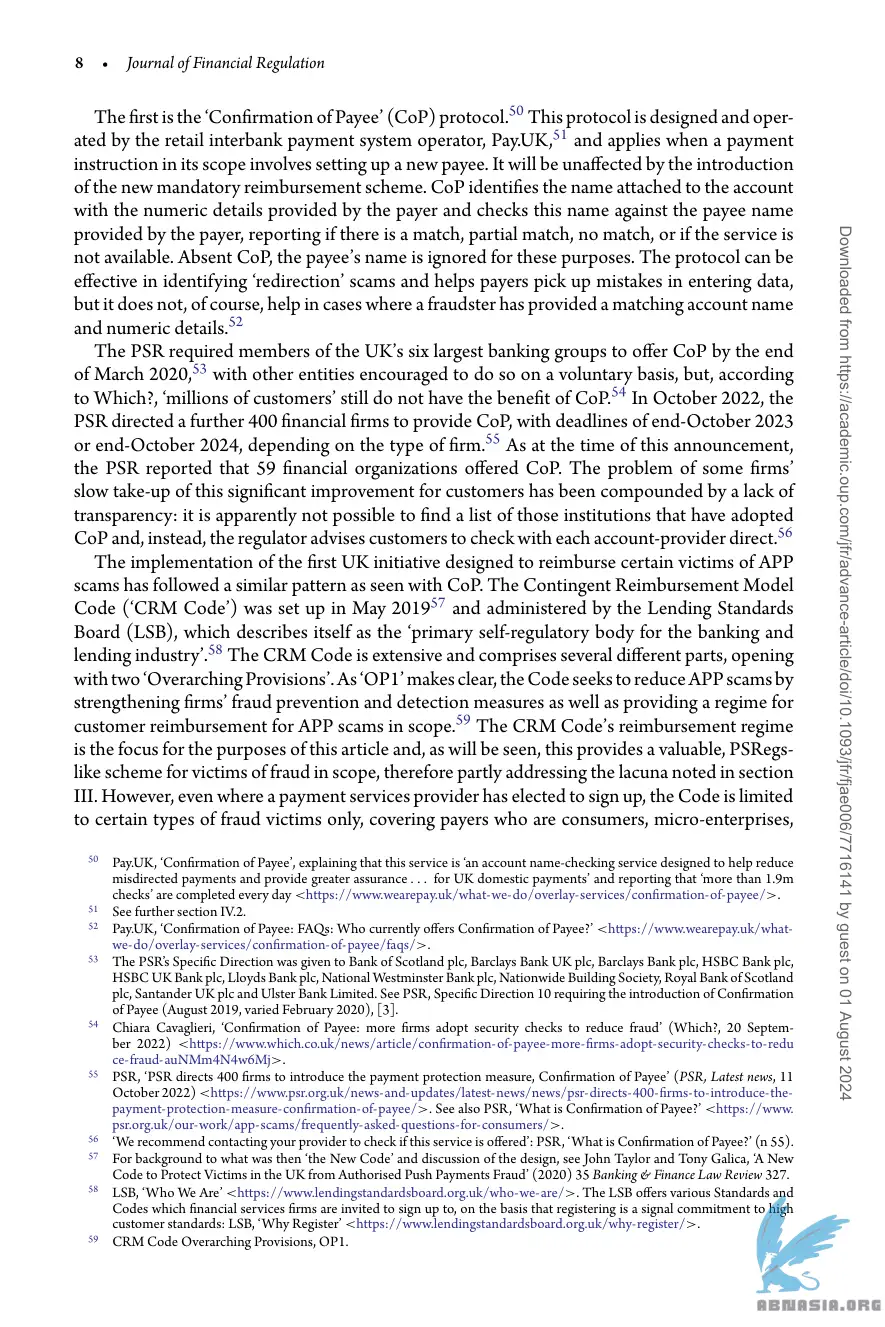 8 • Journal of Financial Regulation
The first is the ‘Confirmation of Payee’ (CoP) protocol.50 This protocol is designed and oper-
ated by the retail interbank payment system operator, Pay.UK,51 and applies when a payment
instruction in its scope involves setting up a new payee. It will be unaffected by the introduction
of the new mandatory reimbursement scheme. CoP identifies the name attached to the account
with the numeric details provided by the payer and checks this name against the payee name
provided by the payer, reporting if there is a match, partial match, no match, or if the service is
not available. Absent CoP, the payee’s name is ignored for these purposes. The protocol can be
effective in identifying ‘redirection’ scams and helps payers pick up mistakes in entering data,
but it does not, of course, help in cases where a fraudster has provided a matching account name
and numeric details.52
The PSR required members of the UK’s six largest banking groups to offer CoP by the end
of March 2020,53 with other entities encouraged to do so on a voluntary basis, but, according
to Which?, ‘millions of customers’ still do not have the benefit of CoP.54 In October 2022, the
PSR directed a further 400 financial firms to provide CoP, with deadlines of end-October 2023
or end-October 2024, depending on the type of firm.55 As at the time of this announcement,
the PSR reported that 59 financial organizations offered CoP. The problem of some firms’
slow take-up of this significant improvement for customers has been compounded by a lack of
transparency: it is apparently not possible to find a list of those institutions that have adopted
CoP and, instead, the regulator advises customers to check with each account-provider direct.56
The implementation of the first UK initiative designed to reimburse certain victims of APP
scams has followed a similar pattern as seen with CoP. The Contingent Reimbursement Model
Code (‘CRM Code’) was set up in May 201957 and administered by the Lending Standards
Board (LSB), which describes itself as the ‘primary self-regulatory body for the banking and
lending industry’.58 The CRM Code is extensive and comprises several different parts, opening
with two ‘Overarching Provisions’. As ‘OP1’ makes clear, the Code seeks to reduce APP scams by
strengthening firms’ fraud prevention and detection measures as well as providing a regime for
customer reimbursement for APP scams in scope.59 The CRM Code’s reimbursement regime
is the focus for the purposes of this article and, as will be seen, this provides a valuable, PSRegs-
like scheme for victims of fraud in scope, therefore partly addressing the lacuna noted in section
III. However, even where a payment services provider has elected to sign up, the Code is limited
to certain types of fraud victims only, covering payers who are consumers, micro-enterprises,
50 Pay.UK, ‘Confirmation of Payee’, explaining that this service is ‘an account name-checking service designed to help reduce
misdirected payments and provide greater assurance . . . for UK domestic payments’ and reporting that ‘more than 1.9m
checks’ are completed every day <https://www.wearepay.uk/what-we-do/overlay-services/confirmation-of-payee/>.
51 See further section IV.2.
52 Pay.UK, ‘Confirmation of Payee: FAQs: Who currently offers Confirmation of Payee?’ <https://www.wearepay.uk/what-
we-do/overlay-services/confirmation-of-payee/faqs/>.
53 The PSR’s Specific Direction was given to Bank of Scotland plc, Barclays Bank UK plc, Barclays Bank plc, HSBC Bank plc,
HSBC UK Bank plc, Lloyds Bank plc, National Westminster Bank plc, Nationwide Building Society, Royal Bank of Scotland
plc, Santander UK plc and Ulster Bank Limited. See PSR, Specific Direction 10 requiring the introduction of Confirmation
of Payee (August 2019, varied February 2020), [3].
54 Chiara Cavaglieri, ‘Confirmation of Payee: more firms adopt security checks to reduce fraud’ (Which?, 20 Septem-
ber 2022) <https://www.which.co.uk/news/article/confirmation-of-payee-more-firms-adopt-security-checks-to-redu
ce-fraud-auNMm4N4w6Mj>.
55 PSR, ‘PSR directs 400 firms to introduce the payment protection measure, Confirmation of Payee’ (PSR, Latest news, 11
October 2022) <https://www.psr.org.uk/news-and-updates/latest-news/news/psr-directs-400-firms-to-introduce-the-
payment-protection-measure-confirmation-of-payee/>. See also PSR, ‘What is Confirmation of Payee?’ <https://www.
psr.org.uk/our-work/app-scams/frequently-asked-questions-for-consumers/>.
56 ‘We recommend contacting your provider to check if this service is offered’: PSR, ‘What is Confirmation of Payee?’ (n 55).
57 For background to what was then ‘the New Code’ and discussion of the design, see John Taylor and Tony Galica, ‘A New
Code to Protect Victims in the UK from Authorised Push Payments Fraud’ (2020) 35 Banking & Finance Law Review 327.
58 LSB, ‘Who We Are’ <https://www.lendingstandardsboard.org.uk/who-we-are/>. The LSB offers various Standards and
Codes which financial services firms are invited to sign up to, on the basis that registering is a signal commitment to high
customer standards: LSB, ‘Why Register’ <https://www.lendingstandardsboard.org.uk/why-register/>.
59 CRM Code Overarching Provisions, OP1.
Downloaded from https://academic.oup.com/jfr/advance-article/doi/10.1093/jfr/fjae006/7716141 by guest on 01 August 2024
ABNASIA.ORG